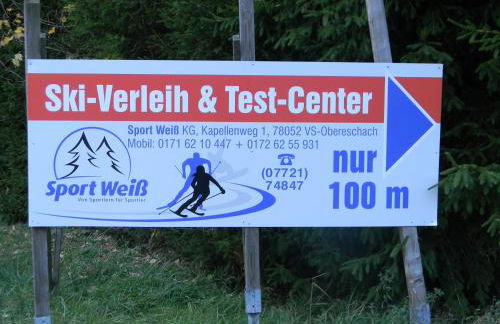 Ski-Verleih & Test-Center
Sport Weiß KG, Kapellenweg 1, 78052 VS-Obereschach
Mobil: 0171 62 10 447 + 0172 62 55 931
Sport Weiß
Von Sportlern für Sportler
☎
(07721)
74847
nur
100 m